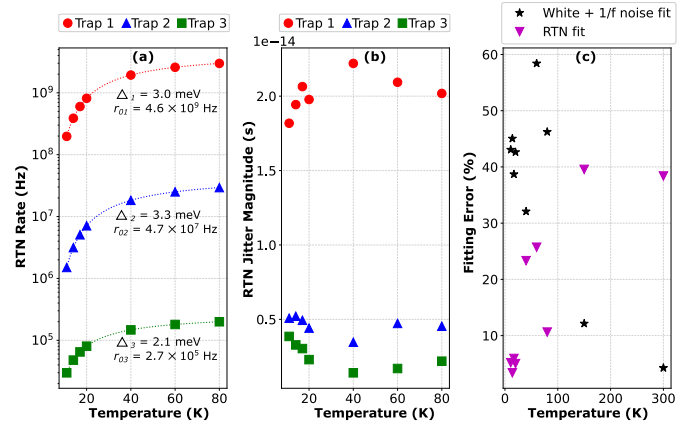 Trap 1 Trap 2 Trap 3
(a)
10⁹
10⁸
10⁷
10⁶
10⁵
RTN Rate (Hz)
△₁ = 3.0 meV
r₀₁ = 4.6 × 10⁹ Hz
△₂ = 3.3 meV
r₀₂ = 4.7 × 10⁷ Hz
△₃ = 2.1 meV
r₀₃ = 2.7 × 10⁵ Hz
20 40 60 80
Temperature (K)
Trap 1 Trap 2 Trap 3
1e−14
(b)
2.0
1.5
1.0
0.5
RTN Jitter Magnitude (s)
20 40 60 80
Temperature (K)
White + 1/f noise fit
RTN fit
(c)
60
50
40
30
20
10
Fitting Error (%)
0 100 200 300
Temperature (K)